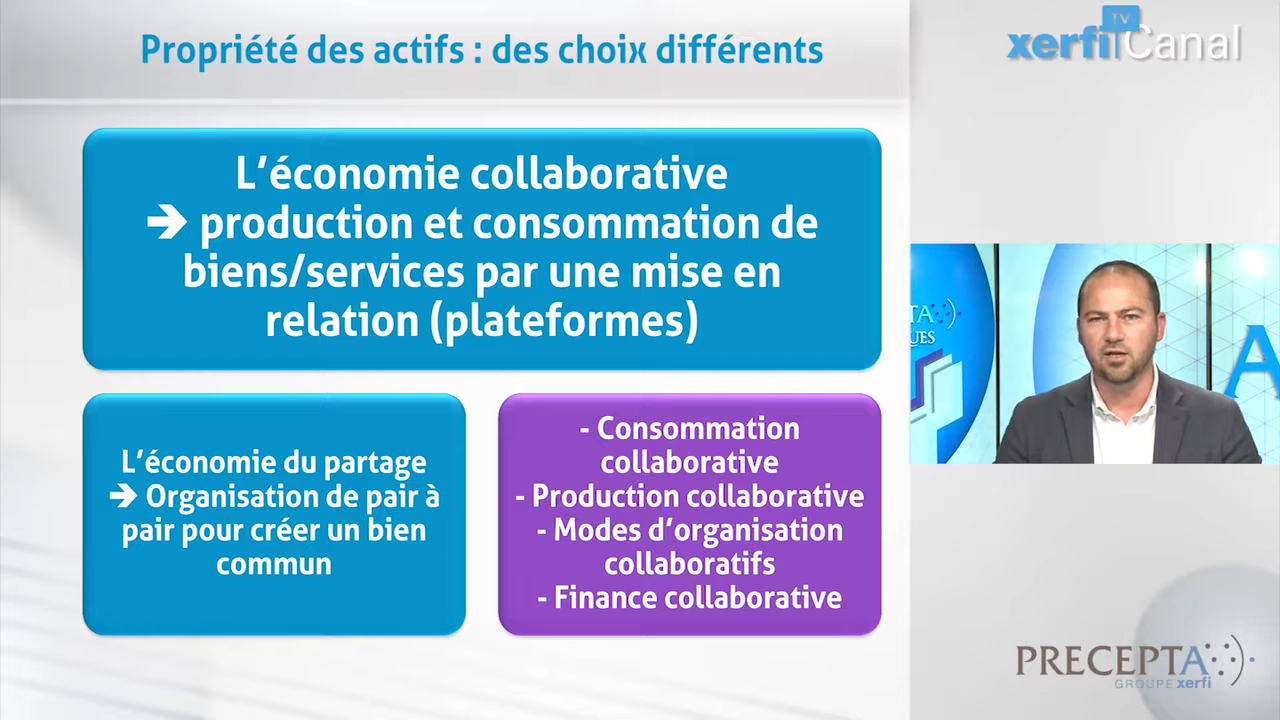 Propriété des actifs : des choix différents
TV
xerfi Canal
L’économie collaborative
➔ production et consommation de
biens/services par une mise en
relation (plateformes)
L’économie du partage
➔ Organisation de pair à
pair pour créer un bien
commun
- Consommation
collaborative
- Production collaborative
- Modes d’organisation
collaboratifs
- Finance collaborative
TA
UES
A
PRECEPTA
GROUPE xerfi